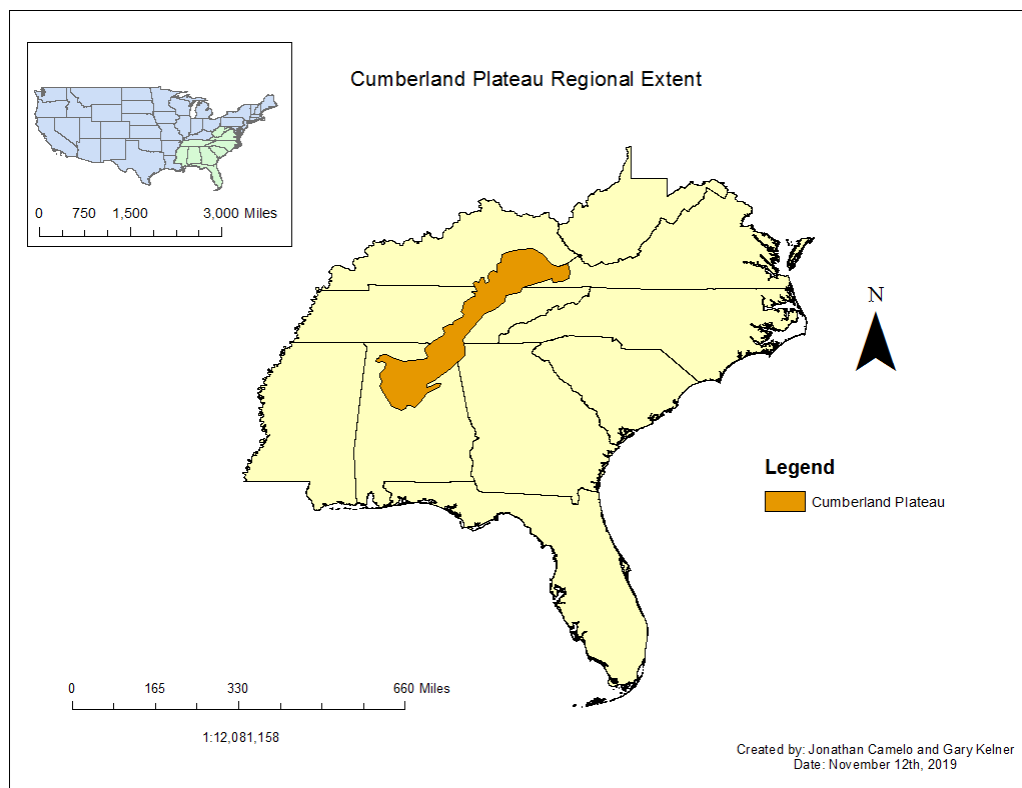 Cumberland Plateau Regional Extent
0 750 1,500 3,000 Miles
N
Legend
Cumberland Plateau
0 165 330 660 Miles
1:12,081,158
Created by: Jonathan Camelo and Gary Kelner
Date: November 12th, 2019